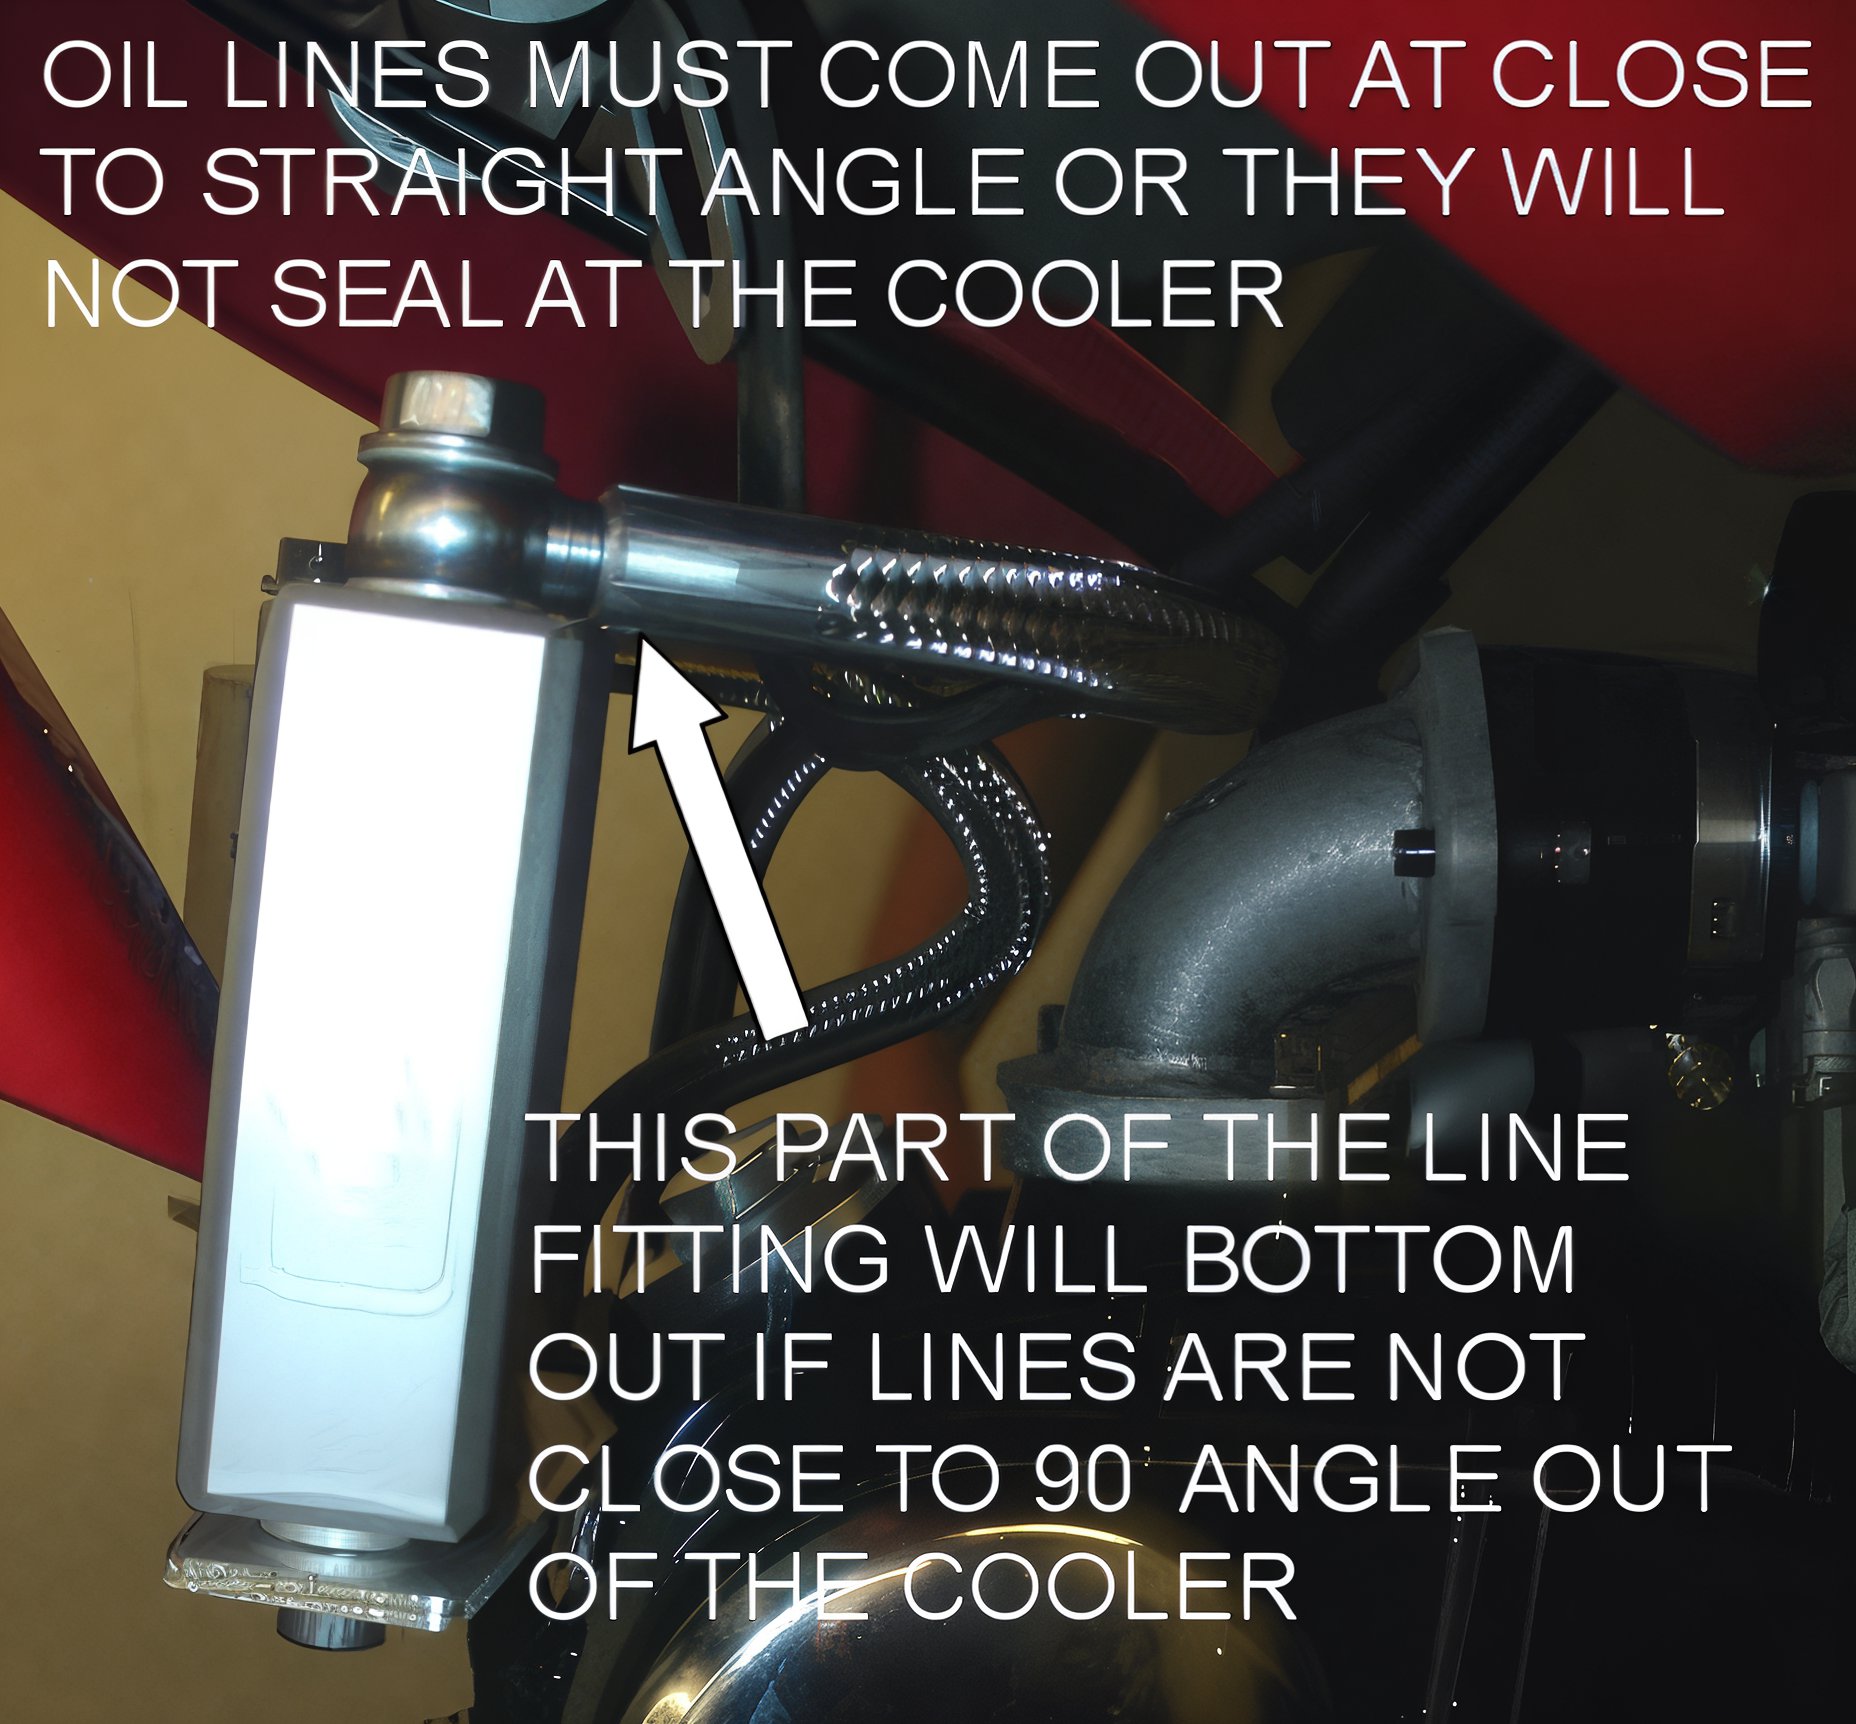 OIL LINES MUST COME OUT AT CLOSE
TO STRAIGHT ANGLE OR THEY WILL
NOT SEAL AT THE COOLER
THIS PART OF THE LINE
FITTING WILL BOTTOM
OUT IF LINES ARE NOT
CLOSE TO 90 ANGLE OUT
OF THE COOLER